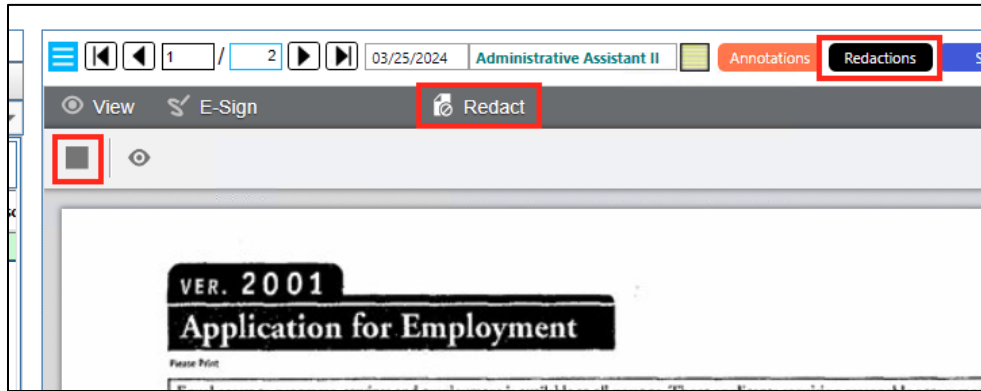 1 / 2 03/25/2024 Administrative Assistant II Annotations Redactions S
View E-Sign Redact
VER. 2001
Application for Employment
Please Print